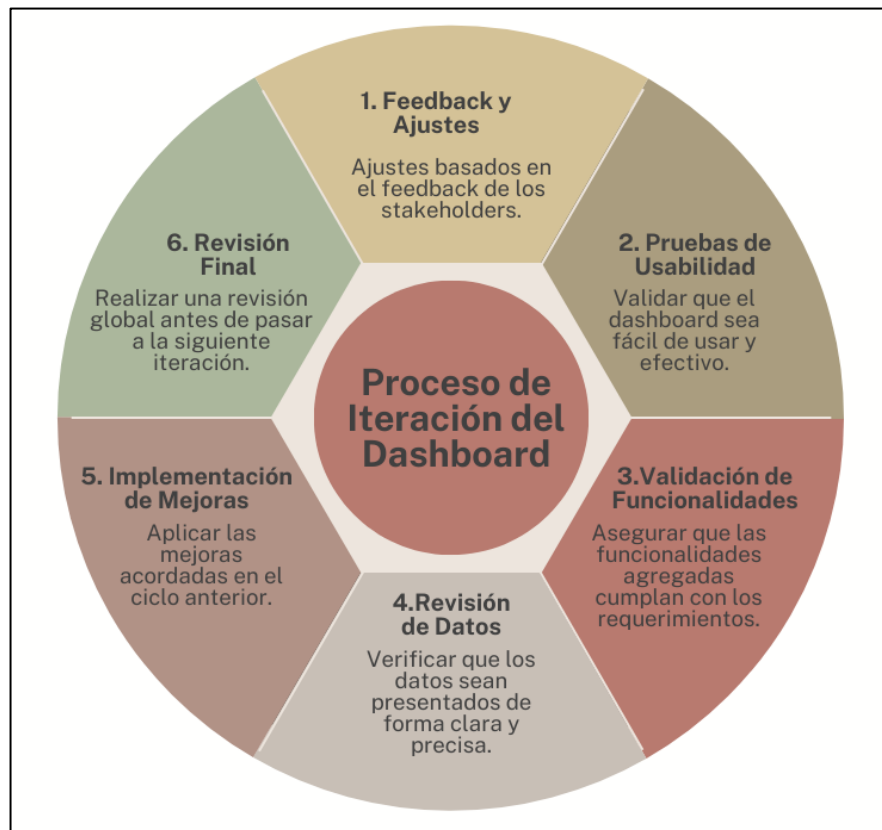 1. Feedback y
Ajustes
Ajustes basados en
el feedback de los
stakeholders.
2. Pruebas de
Usabilidad
Validar que el
dashboard sea
fácil de usar y
efectivo.
3.Validación de
Funcionalidades
Asegurar que las
funcionalidades
agregadas
cumplan con los
requerimientos.
4.Revisión
de Datos
Verificar que los
datos sean
presentados de
forma clara y
precisa.
5. Implementación
de Mejoras
Aplicar las
mejoras
acordadas en el
ciclo anterior.
6. Revisión
Final
Realizar una revisión
global antes de pasar
a la siguiente
iteración.
Proceso de
Iteración del
Dashboard